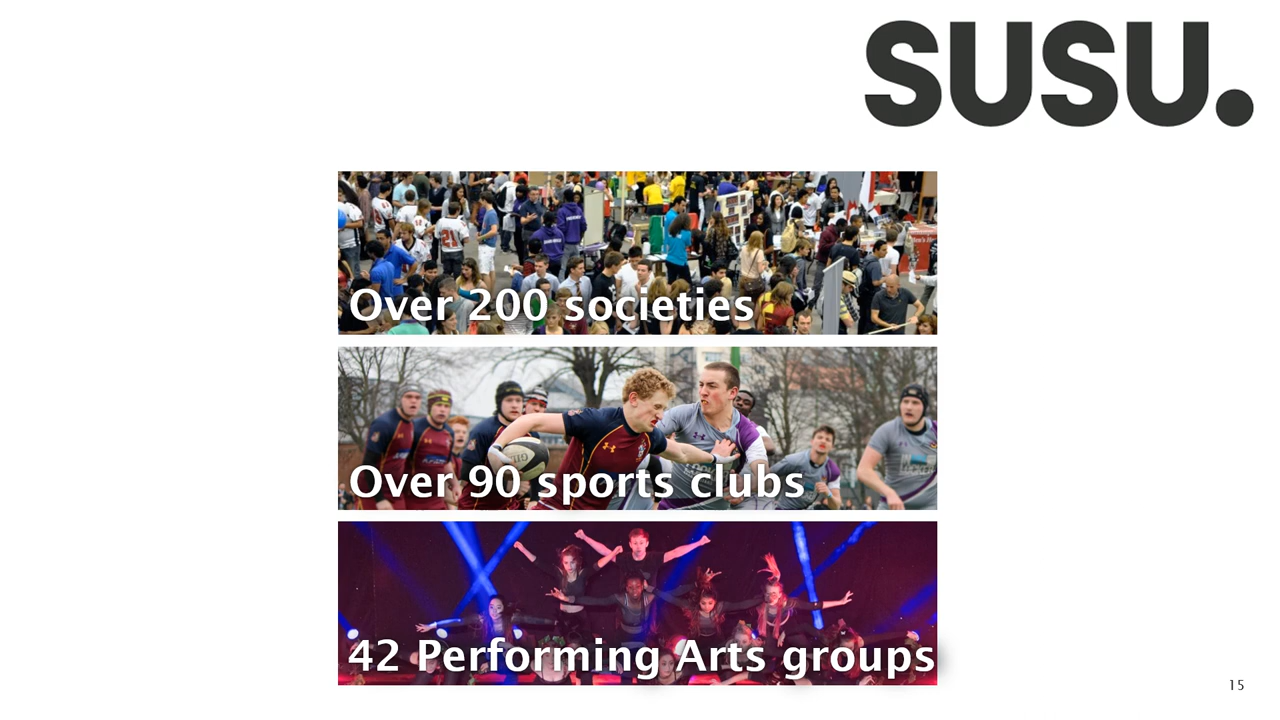 SUSU.
Over 200 societies
Over 90 sports clubs
42 Performing Arts groups
15